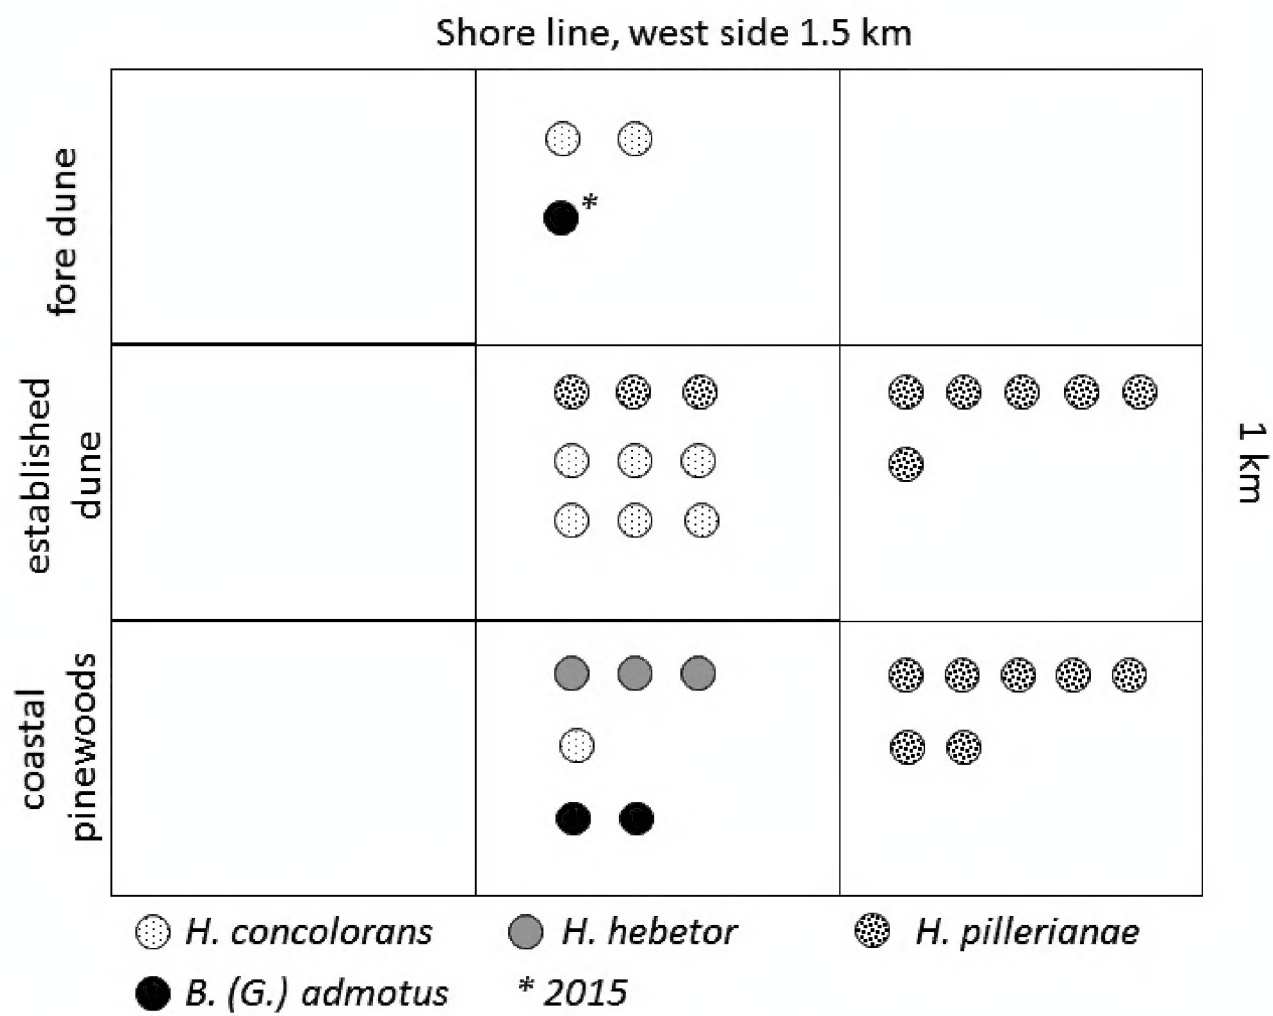 Shore line, west side 1.5 km
fore dune
*
established
dune
1 km
coastal
pinewoods
H. concolorans
H. hebetor
H. pillerianae
B. (G.) admotus
* 2015